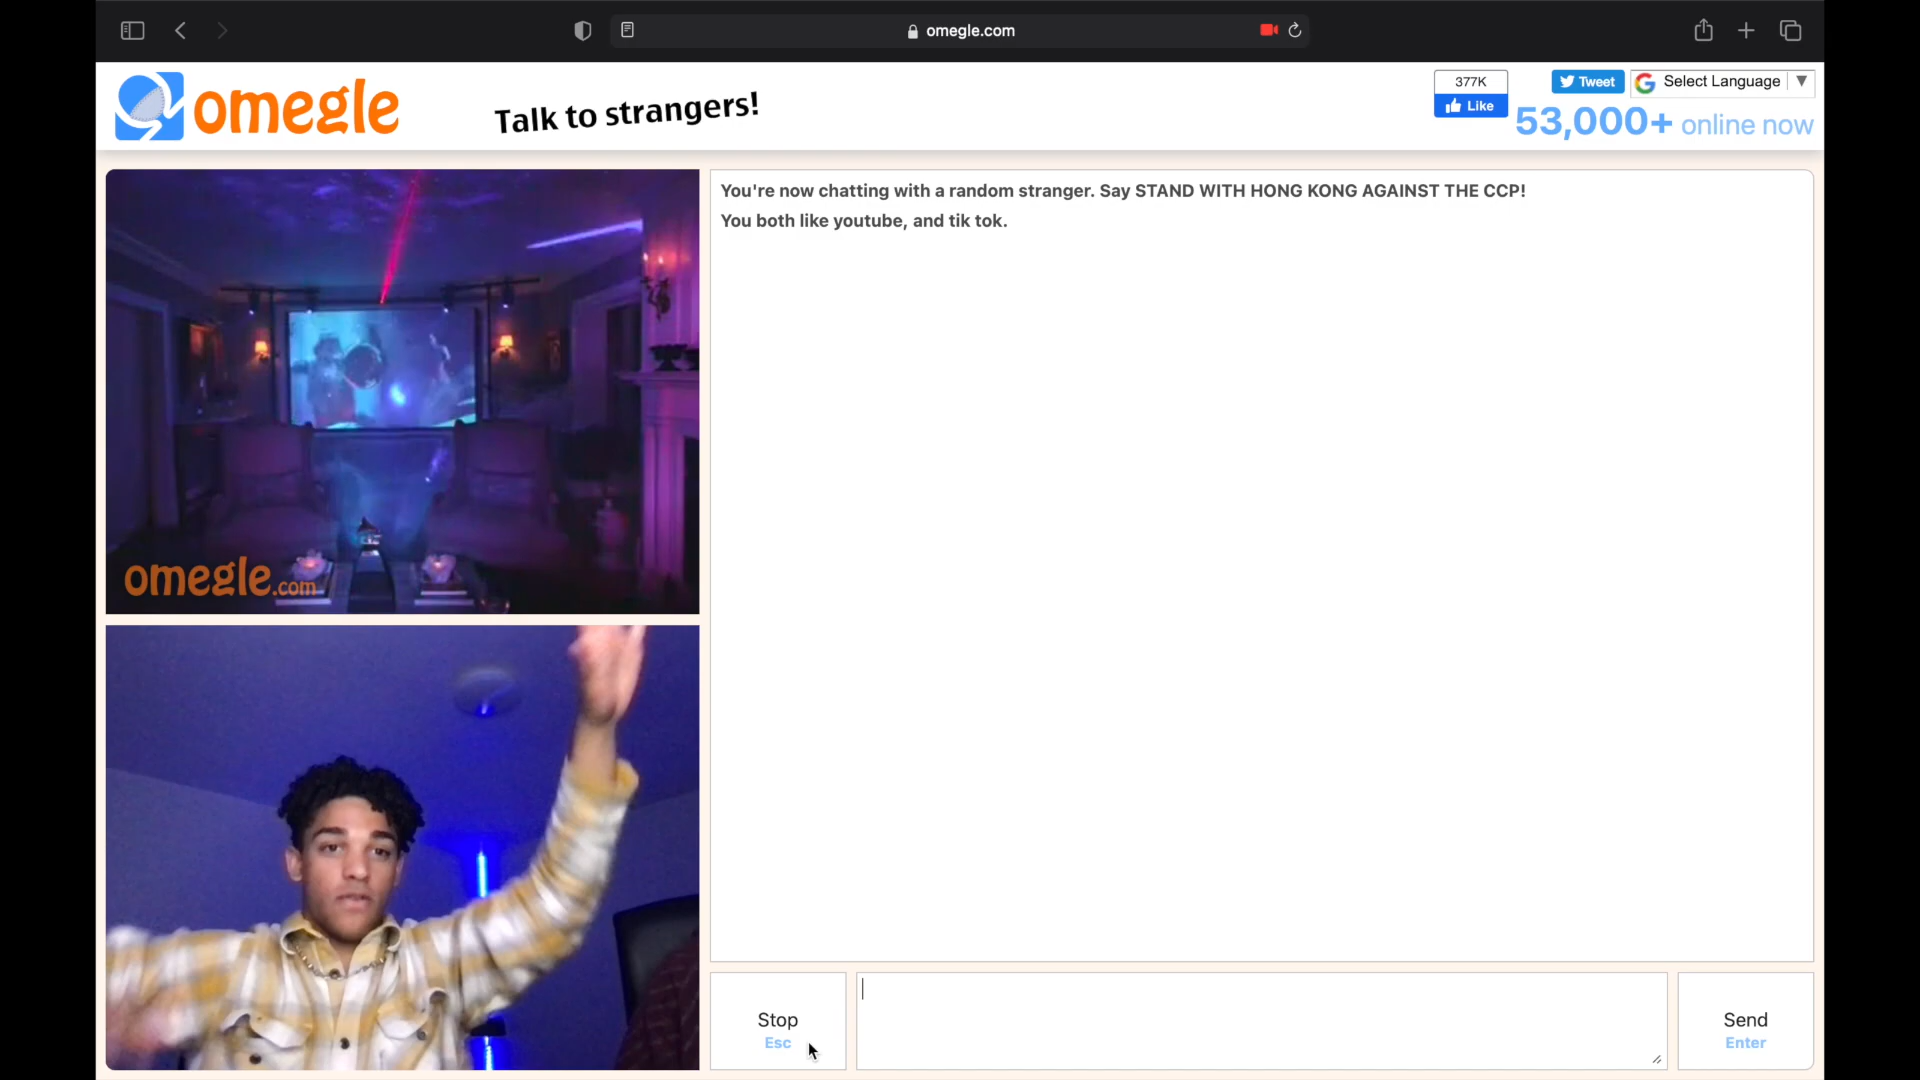 omegle.com
omegle
Talk to strangers!
377K
Like
Tweet
Select Language
53,000+ online now
You're now chatting with a random stranger. Say STAND WITH HONG KONG AGAINST THE CCP!
You both like youtube, and tik tok.
omegle.com
Stop
Esc
Send
Enter